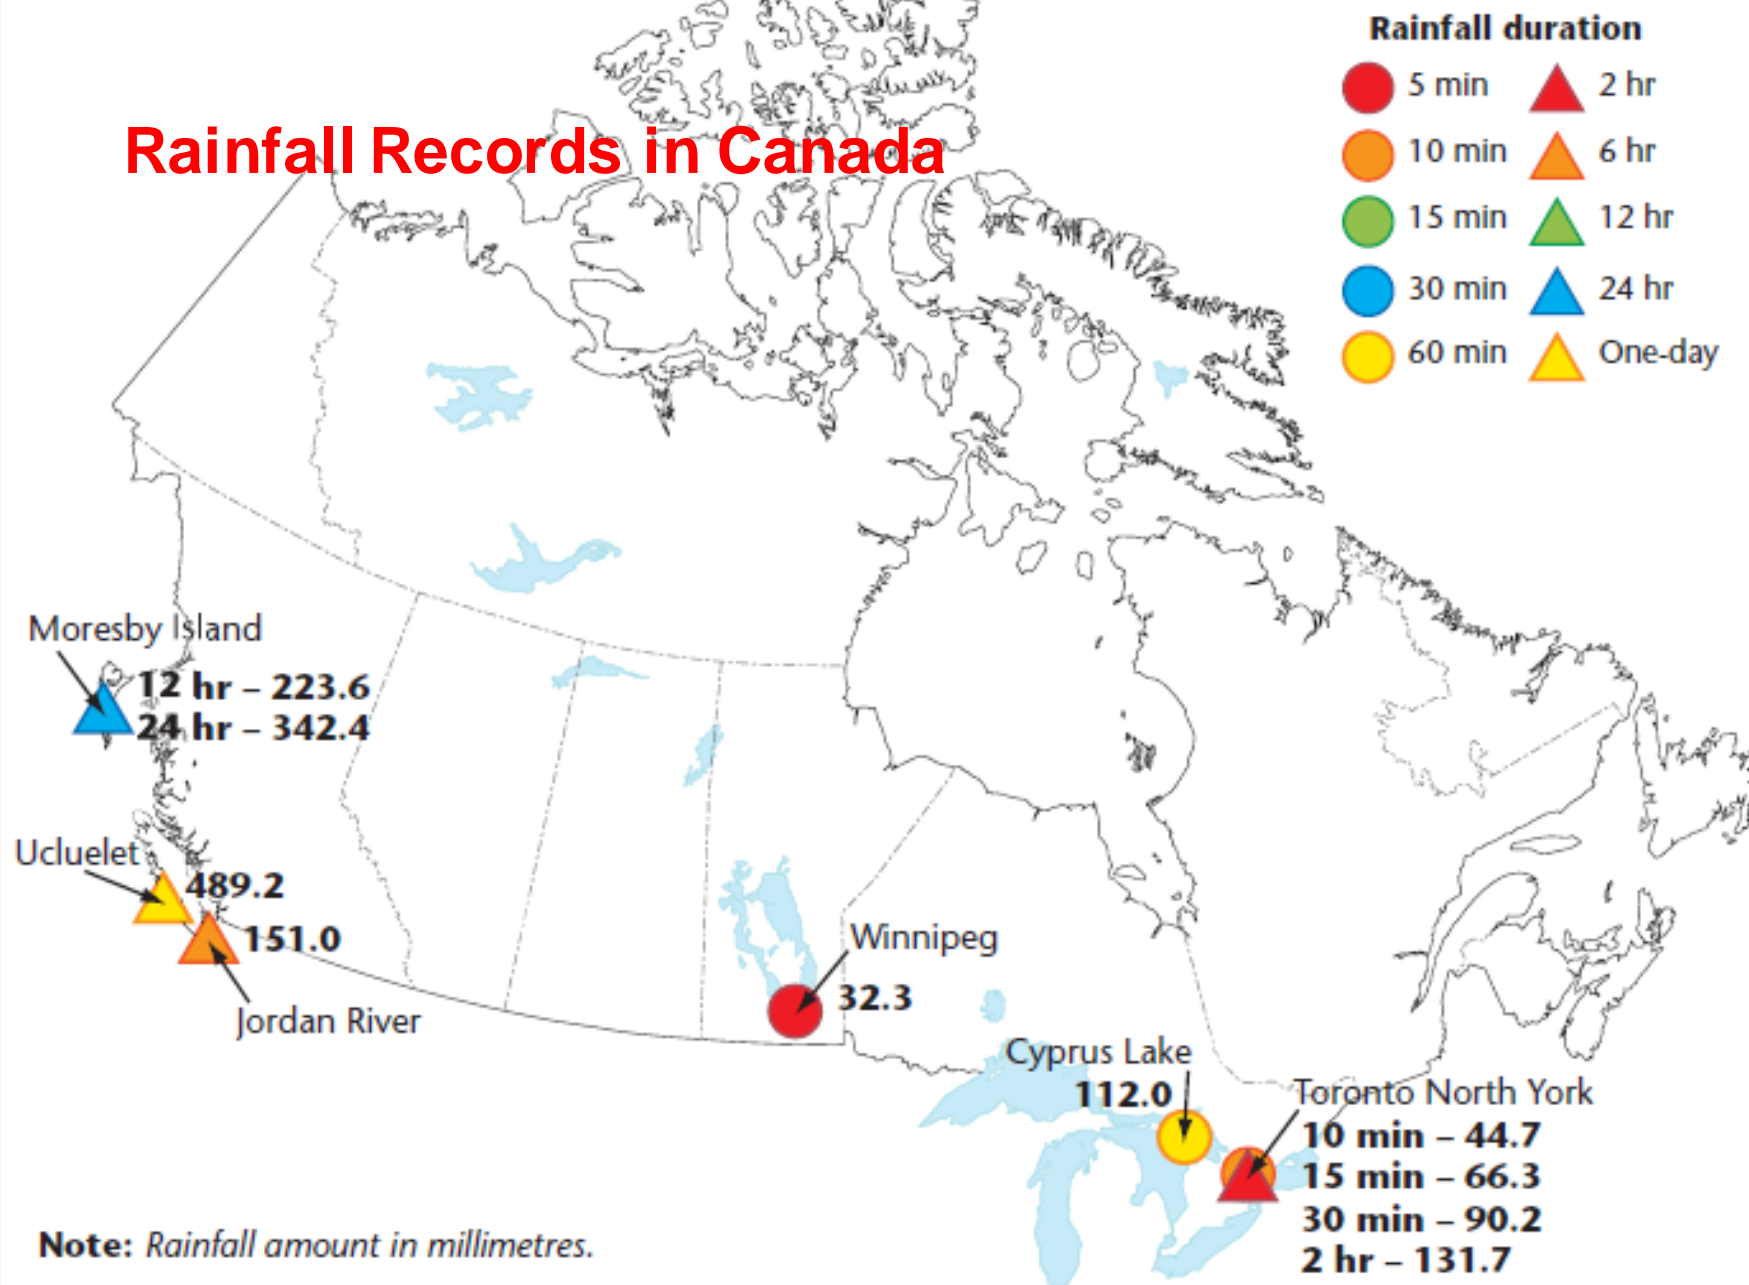 Rainfall Records in Canada
Rainfall duration
5 min 2 hr
10 min 6 hr
15 min 12 hr
30 min 24 hr
60 min One-day
Moresby Island
12 hr – 223.6
24 hr – 342.4
Ucluelet
489.2
151.0
Jordan River
Winnipeg
32.3
Cyprus Lake
112.0
Toronto North York
10 min – 44.7
15 min – 66.3
30 min – 90.2
2 hr – 131.7
Note: Rainfall amount in millimetres.